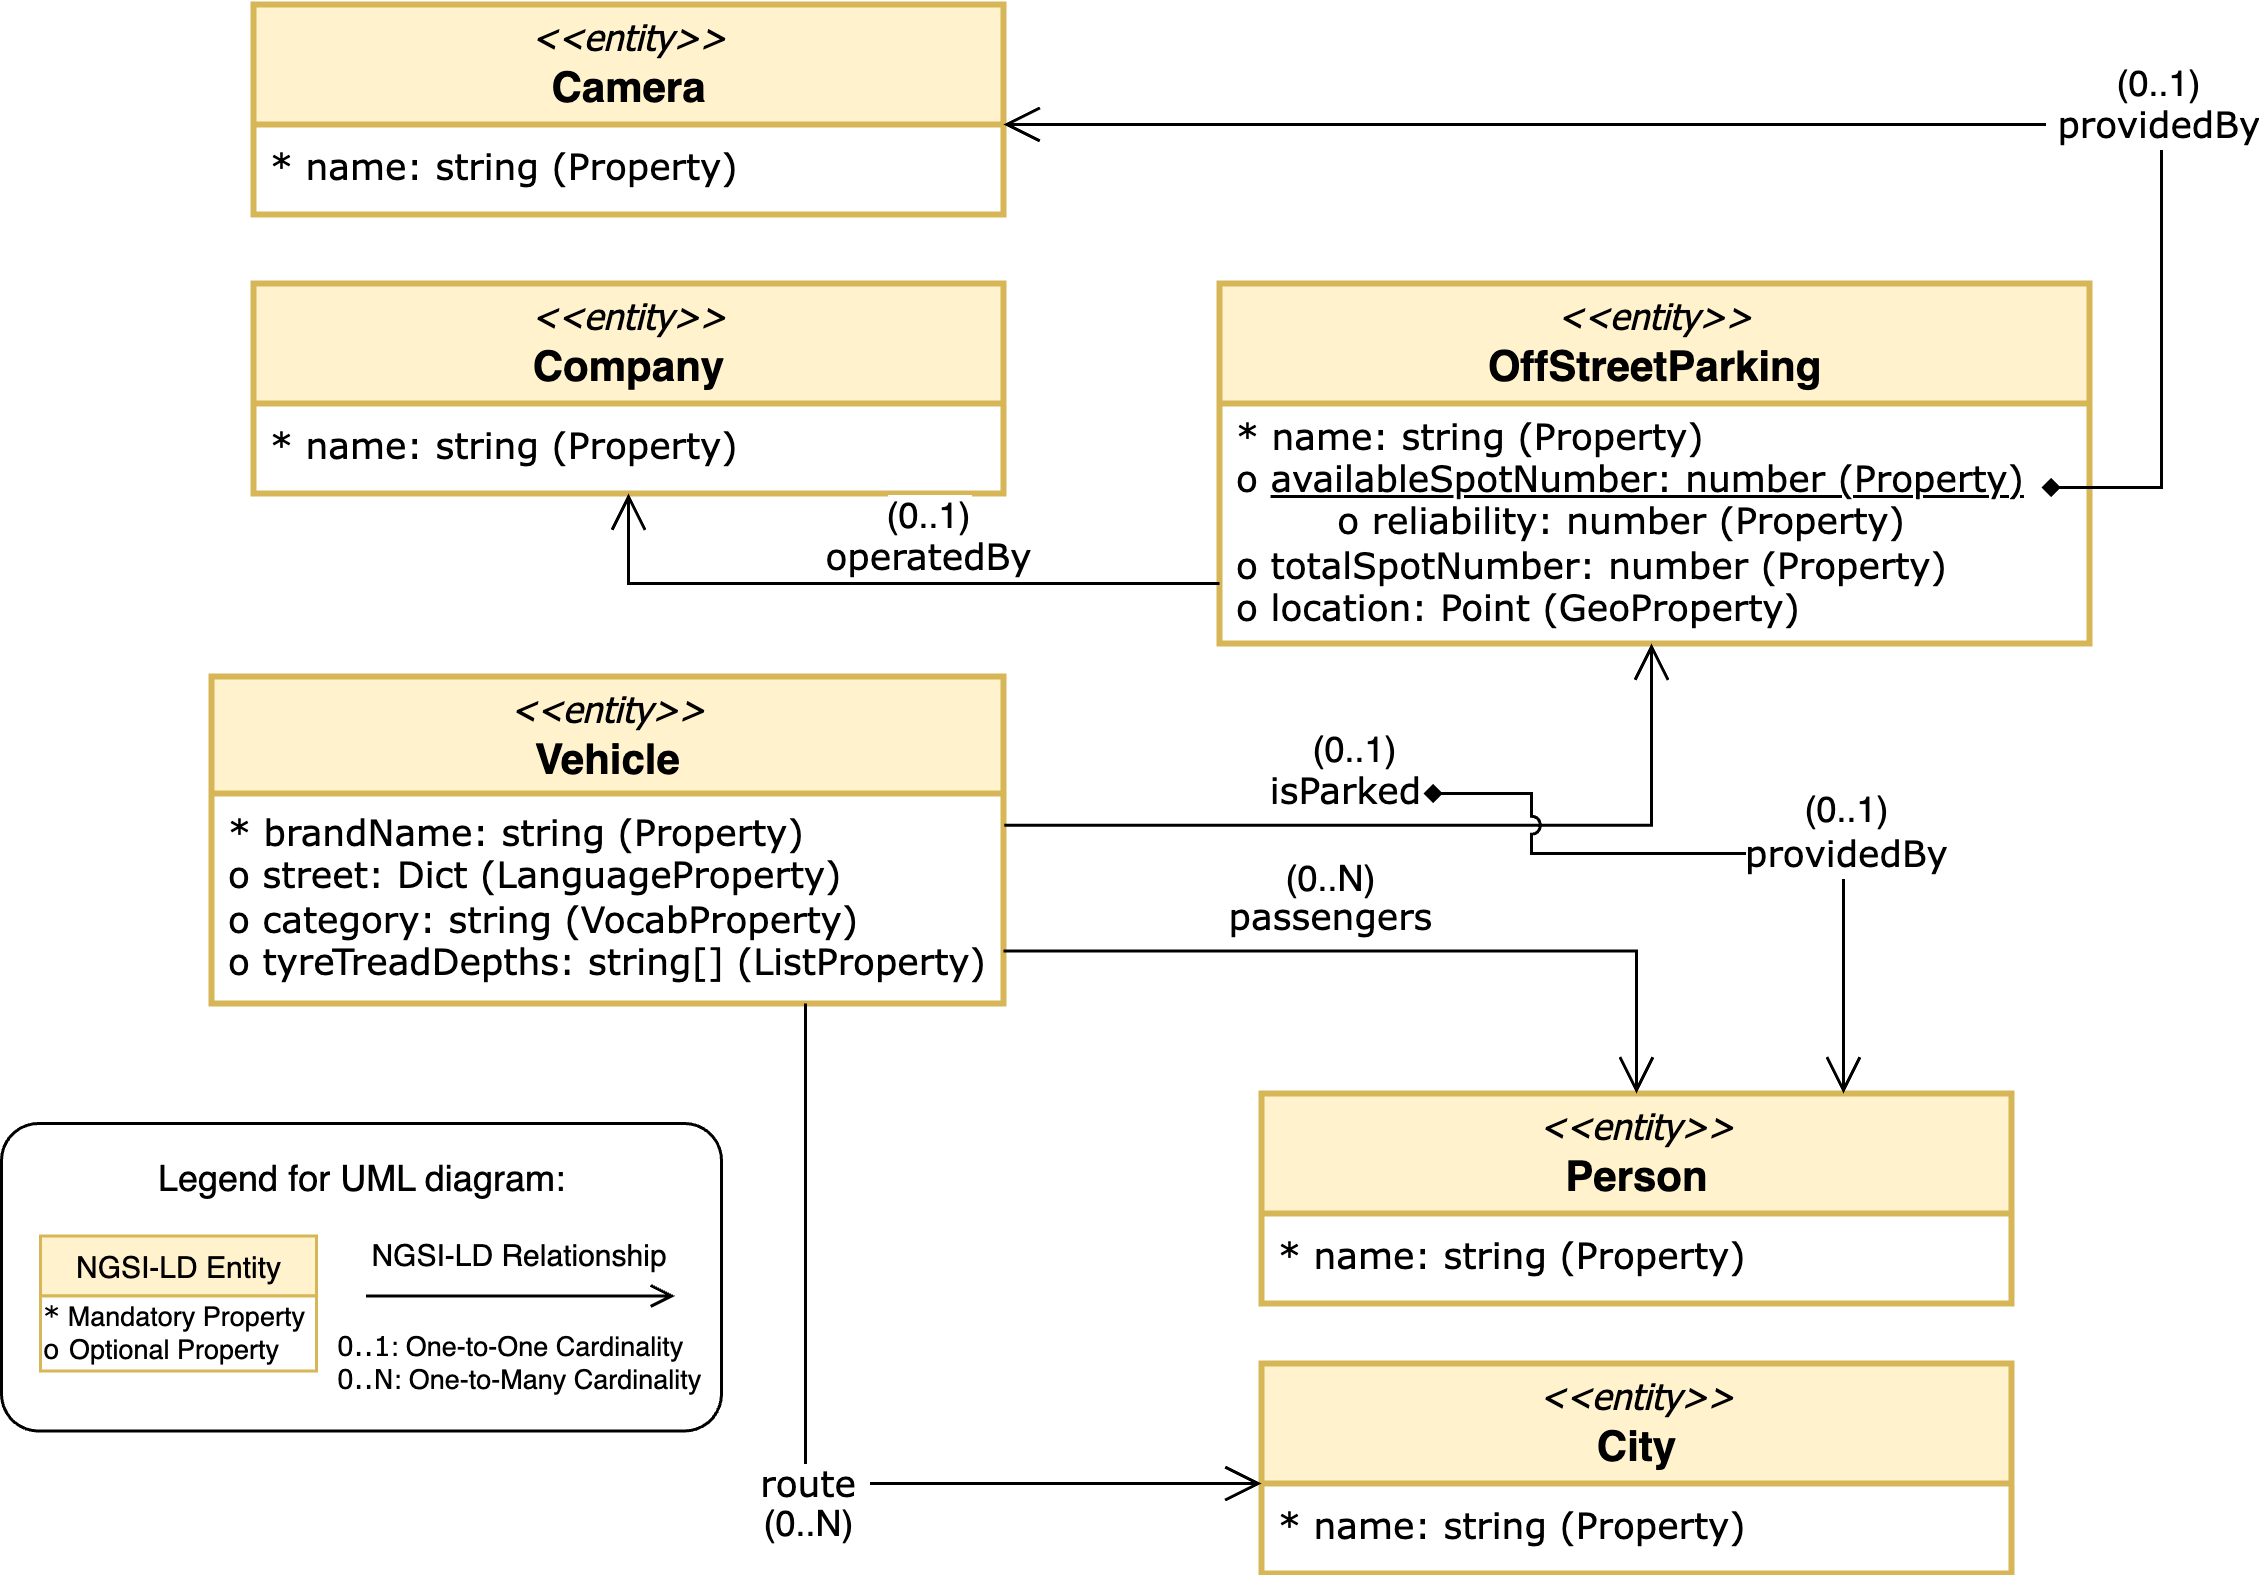 <<entity>>
Camera
* name: string (Property)
(0..1)
providedBy
<<entity>>
Company
* name: string (Property)
(0..1)
operatedBy
<<entity>>
OffStreetParking
* name: string (Property)
o availableSpotNumber: number (Property)
o reliability: number (Property)
o totalSpotNumber: number (Property)
o location: Point (GeoProperty)
<<entity>>
Vehicle
* brandName: string (Property)
o street: Dict (LanguageProperty)
o category: string (VocabProperty)
o tyreTreadDepths: string[] (ListProperty)
(0..1)
isParked
(0..1)
providedBy
(0..N)
passengers
<<entity>>
Person
* name: string (Property)
Legend for UML diagram:
NGSI-LD Entity
* Mandatory Property
o Optional Property
NGSI-LD Relationship
0..1: One-to-One Cardinality
0..N: One-to-Many Cardinality
route
(0..N)
<<entity>>
City
* name: string (Property)